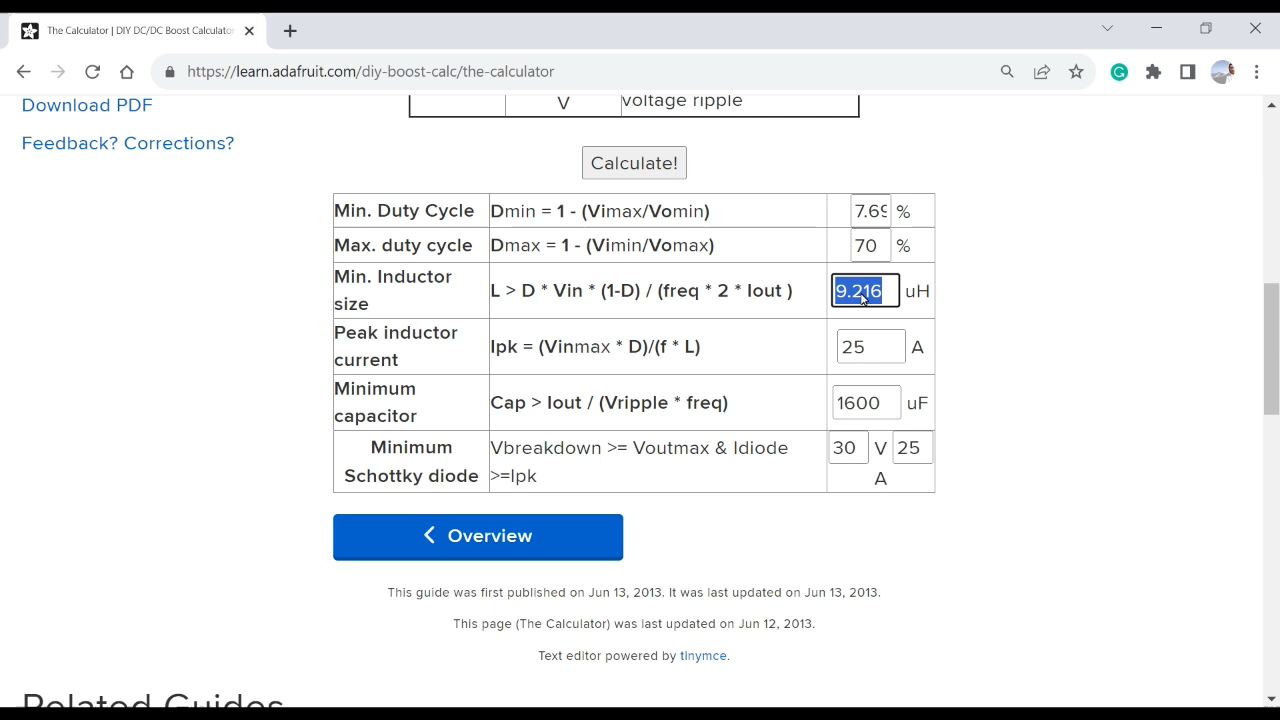 The Calculator | DIY DC/DC Boost Calculator
https://learn.adafruit.com/diy-boost-calc/the-calculator
Download PDF
Feedback? Corrections?
V voltage ripple
Calculate!
Min. Duty Cycle Dmin = 1 - (Vimax/Vomin) 7.69 %
Max. duty cycle Dmax = 1 - (Vimin/Vomax) 70 %
Min. Inductor
size
L > D * Vin * (1-D) / (freq * 2 * Iout ) 9.216 uH
Peak inductor
current
Ipk = (Vinmax * D)/(f * L) 25 A
Minimum
capacitor
Cap > Iout / (Vripple * freq) 1600 uF
Minimum
Schottky diode
Vbreakdown >= Voutmax & Idiode
>=Ipk
30 V 25
A
Overview
This guide was first published on Jun 13, 2013. It was last updated on Jun 13, 2013.
This page (The Calculator) was last updated on Jun 12, 2013.
Text editor powered by tinymce.
Related Guides